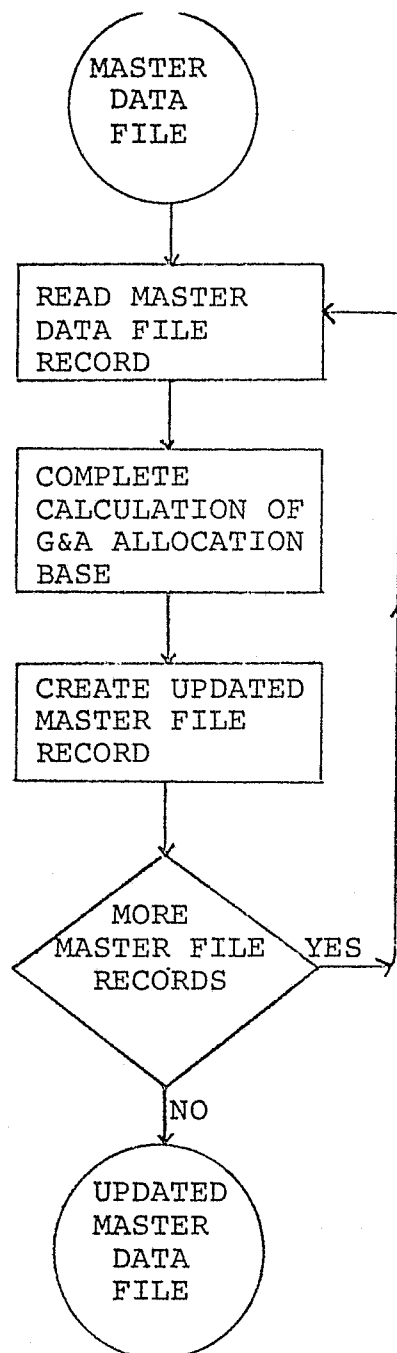 MASTER
DATA
FILE
READ MASTER
DATA FILE
RECORD
COMPLETE
CALCULATION OF
G&A ALLOCATION
BASE
CREATE UPDATED
MASTER FILE
RECORD
MORE
MASTER FILE
RECORDS
YES
NO
UPDATED
MASTER
DATA
FILE